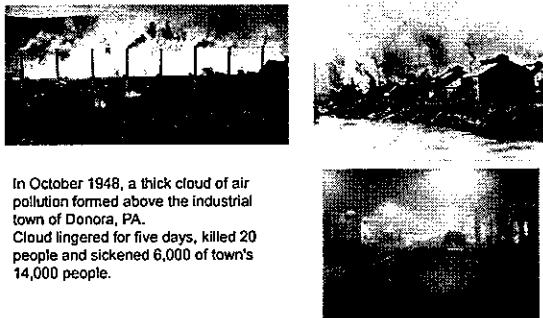 In October 1948, a thick cloud of air
pollution formed above the industrial
town of Donora, PA.
Cloud lingered for five days, killed 20
people and sickened 6,000 of town's
14,000 people.